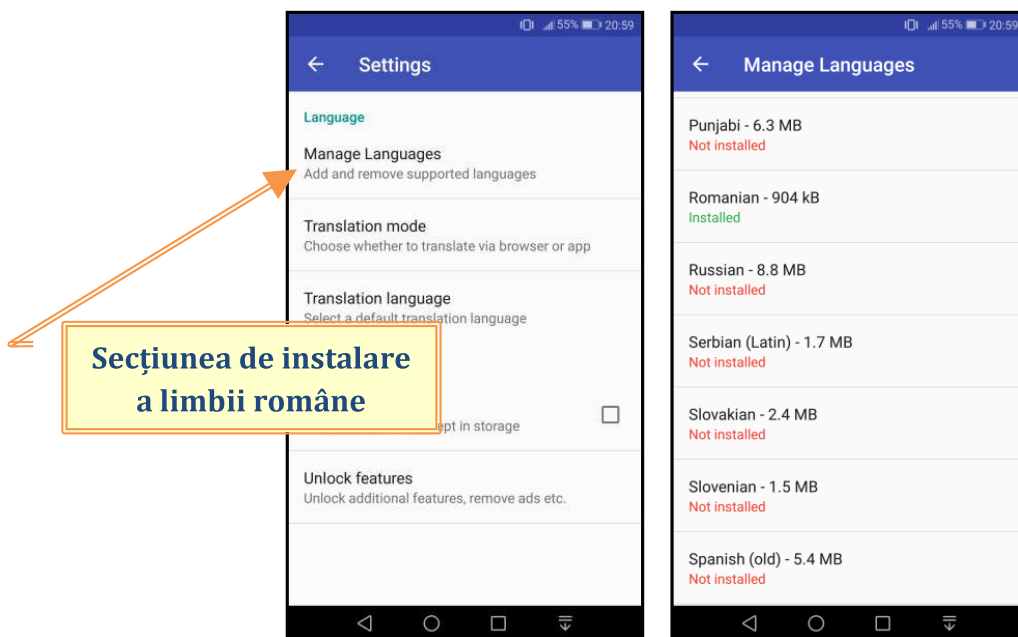 55% 20:59
Settings
Language
Manage Languages
Add and remove supported languages
Translation mode
Choose whether to translate via browser or app
Translation language
Select a default translation language
Secțiunea de instalare
a limbii române
ept in storage
Unlock features
Unlock additional features, remove ads etc.
55% 20:59
Manage Languages
Punjabi - 6.3 MB
Not installed
Romanian - 904 kB
Installed
Russian - 8.8 MB
Not installed
Serbian (Latin) - 1.7 MB
Not installed
Slovakian - 2.4 MB
Not installed
Slovenian - 1.5 MB
Not installed
Spanish (old) - 5.4 MB
Not installed